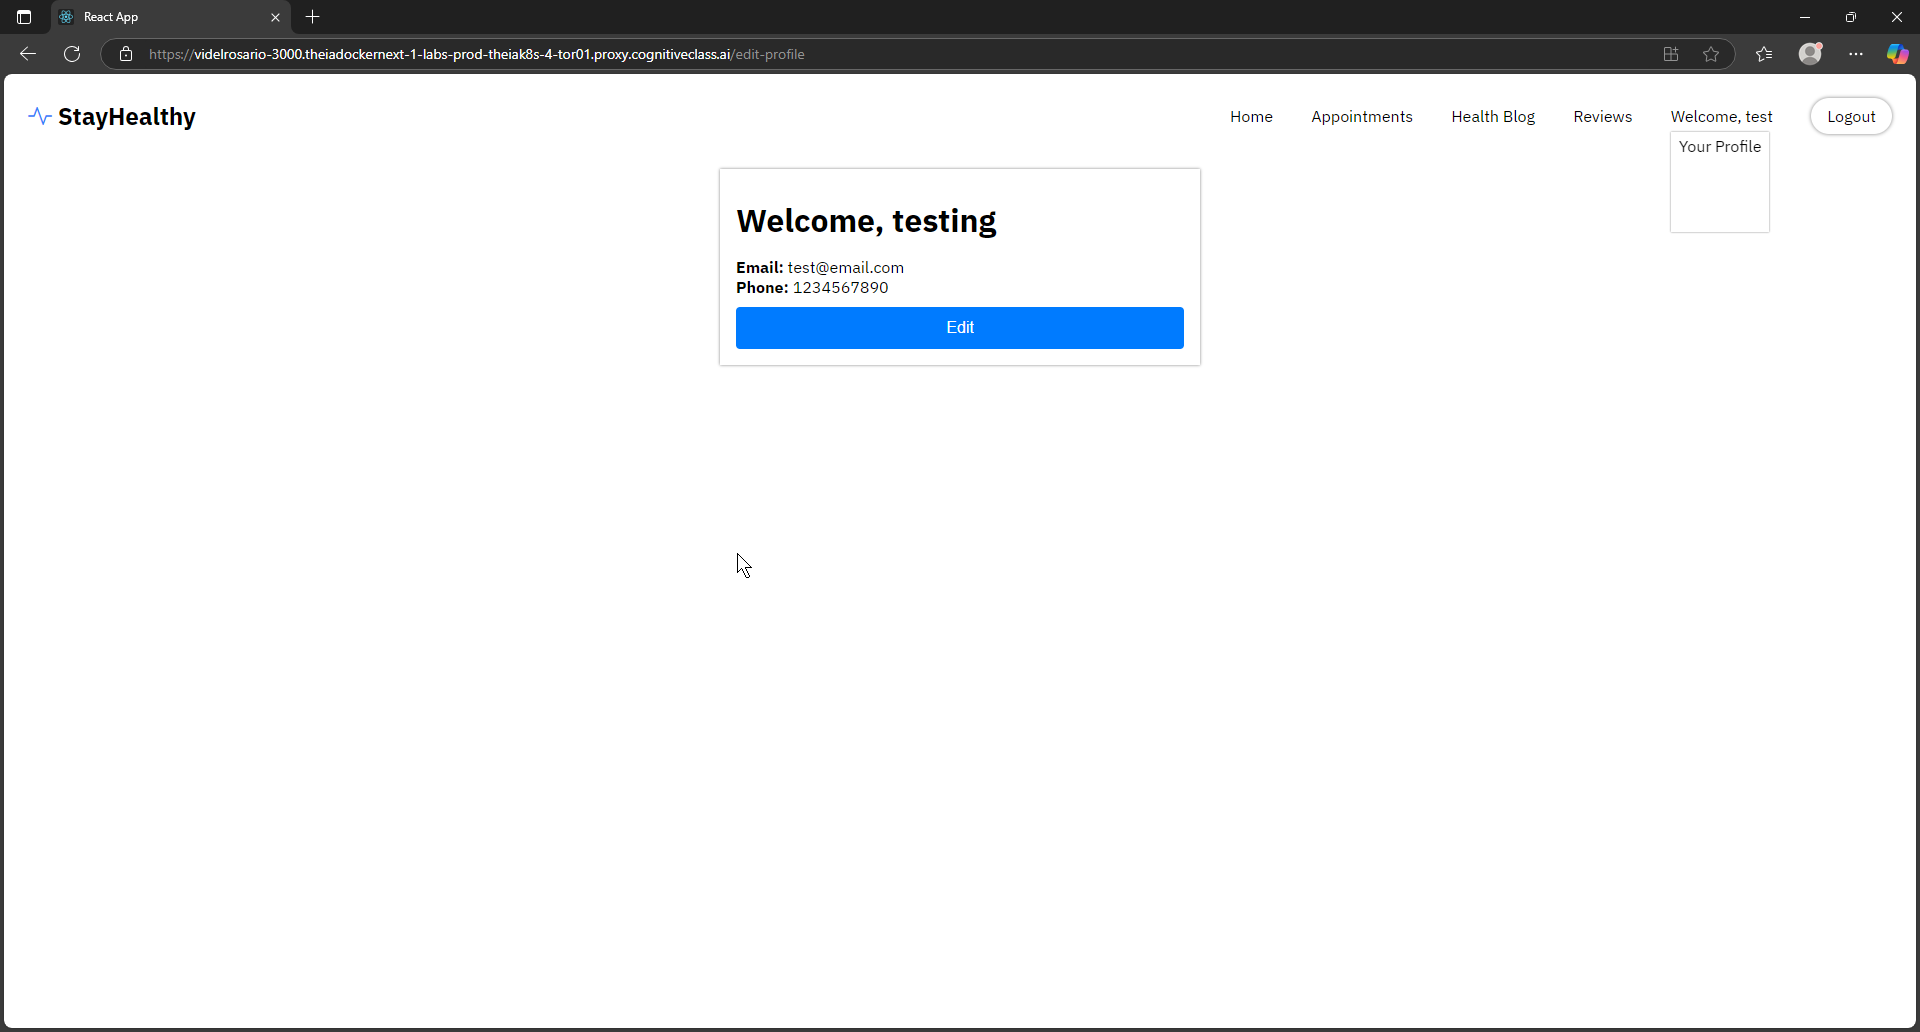 React App
https://videlrosario-3000.theiadockernext-1-labs-prod-theiak8s-4-tor01.proxy.cognitiveclass.ai/edit-profile
StayHealthy
Home
Appointments
Health Blog
Reviews
Welcome, test
Logout
Your Profile
Welcome, testing
Email: test@email.com
Phone: 1234567890
Edit